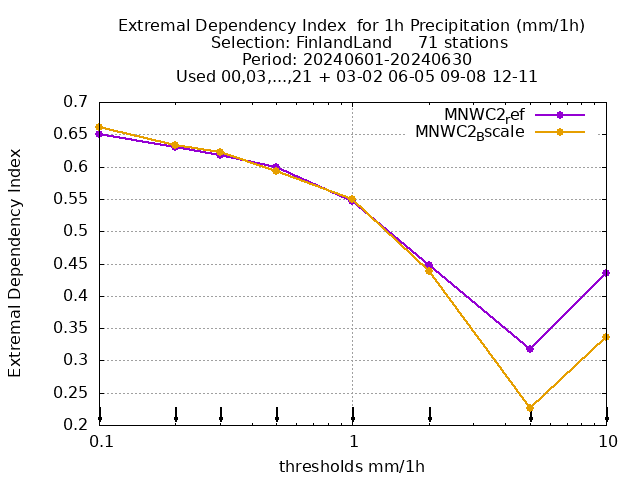 Extremal Dependency Index  for 1h Precipitation (mm/1h)
Selection: FinlandLand     71 stations
Period: 20240601-20240630
Used 00,03,...,21 + 03-02 06-05 09-08 12-11
MNWC2ref
MNWC2Bscale
Extremal Dependency Index
0.7
0.65
0.6
0.55
0.5
0.45
0.4
0.35
0.3
0.25
0.2
0.1 1 10
thresholds mm/1h